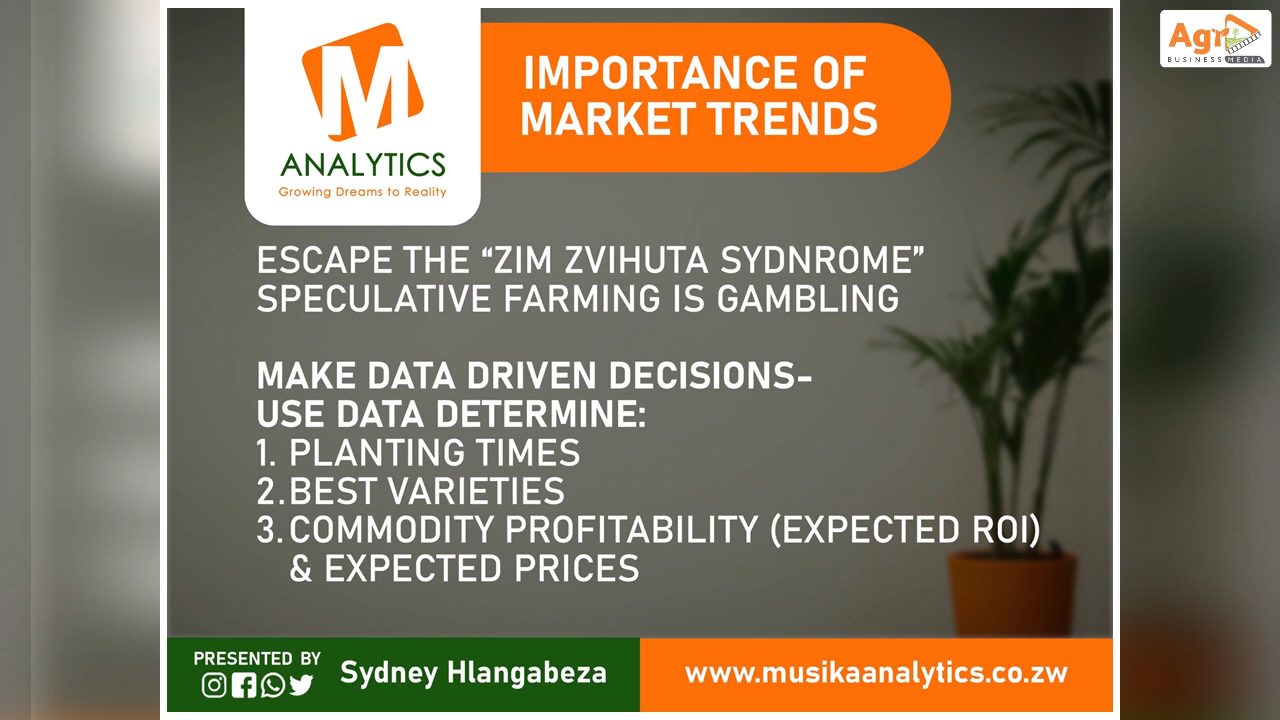 M
ANALYTICS
Growing Dreams to Reality
IMPORTANCE OF
MARKET TRENDS
Agr
BUSINESS MEDIA
ESCAPE THE “ZIM ZVIHUTA SYDNROME”
SPECULATIVE FARMING IS GAMBLING
MAKE DATA DRIVEN DECISIONS-
USE DATA DETERMINE:
1. PLANTING TIMES
2. BEST VARIETIES
3. COMMODITY PROFITABILITY (EXPECTED ROI)
& EXPECTED PRICES
PRESENTED BY
Sydney Hlangabeza
www.musikaanalytics.co.zw